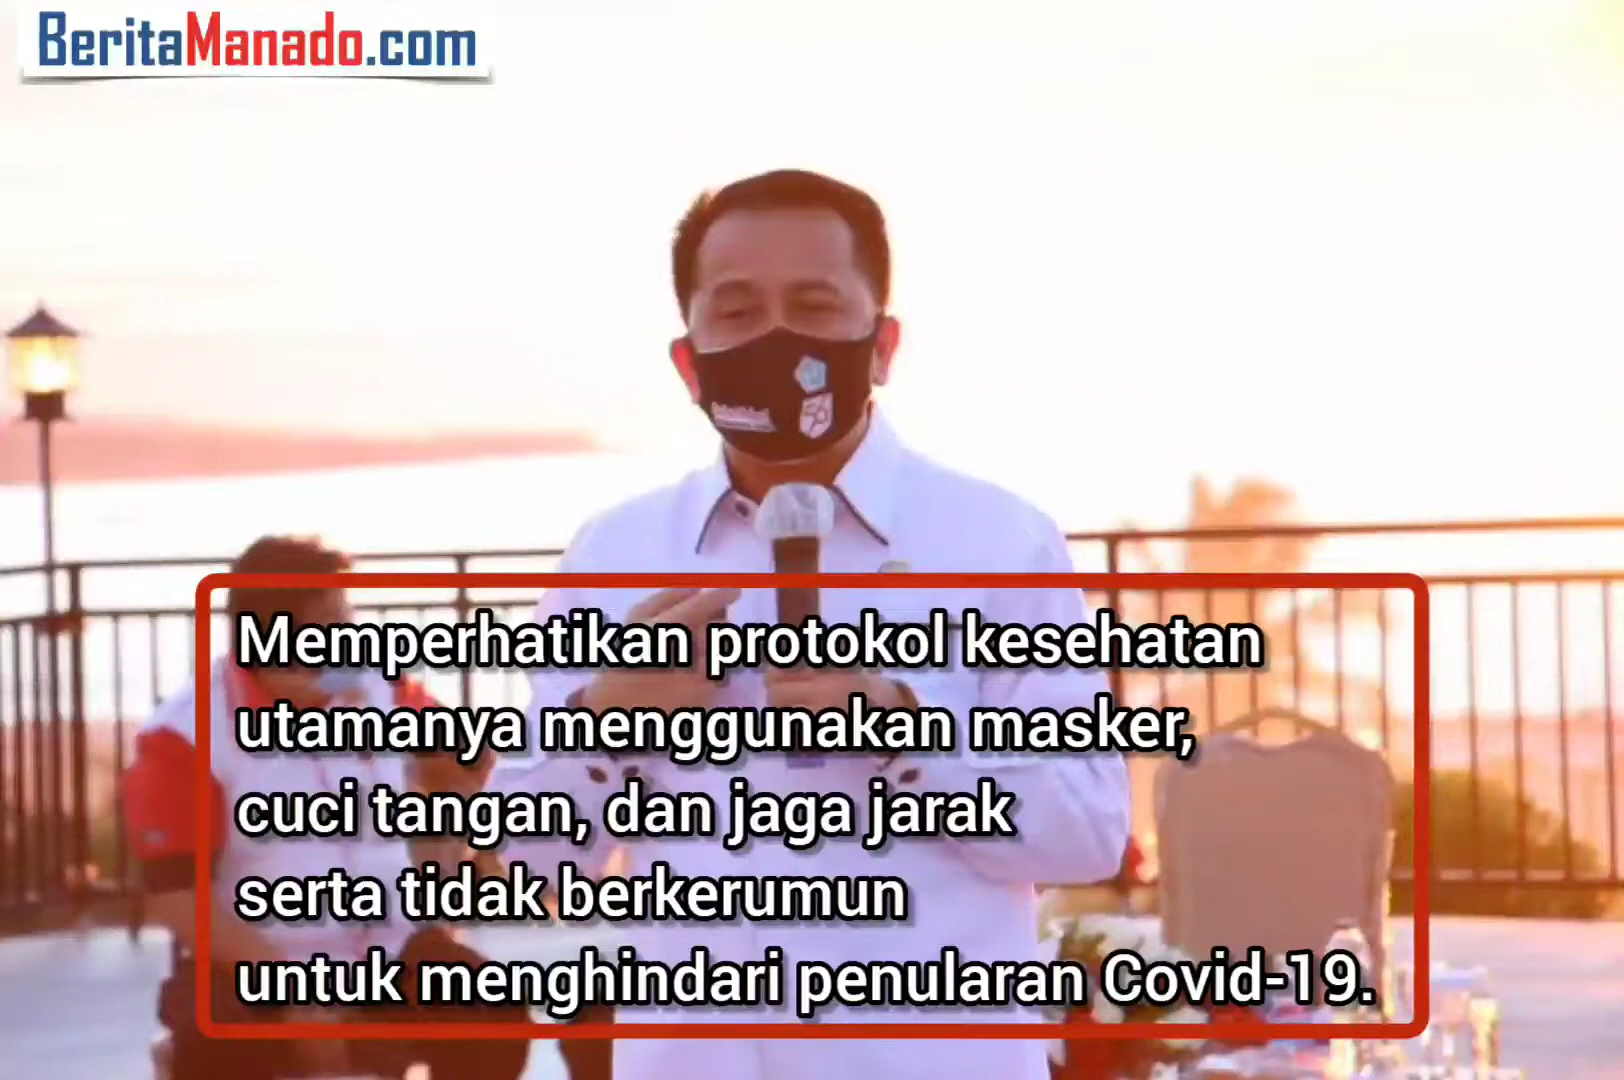 BeritaManado.com
Memperhatikan protokol kesehatan
utamanya menggunakan masker,
cuci tangan, dan jaga jarak
serta tidak berkerumun
untuk menghindari penularan Covid-19.